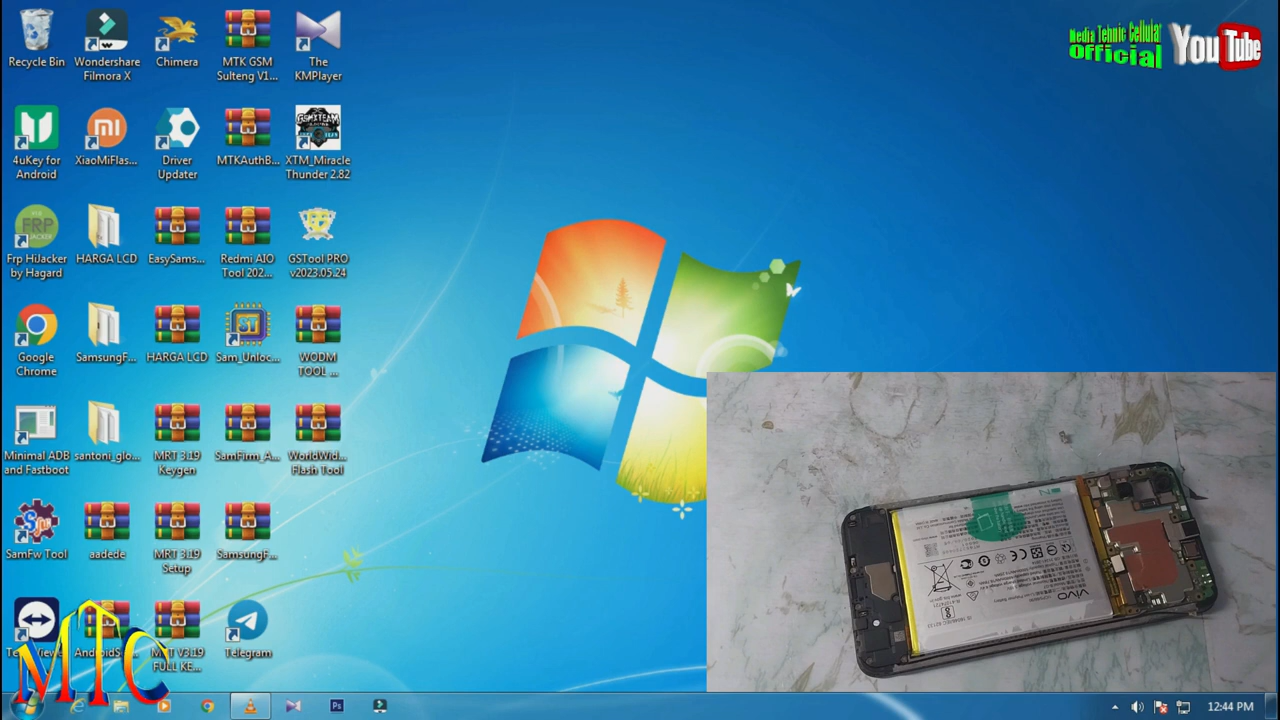 Recycle Bin
Wondershare
Filmora X
Chimera
MTK GSM
Sulteng V1...
The
KMPlayer
Media Tehnic Cellular
Official
YouTube
4uKey for
Android
XiaoMiFlas...
Driver
Updater
MTKAuthB...
XTM_Miracle
Thunder 2.82
FRP
Frp HiJacker
by Hagard
HARGA LCD
EasySams...
Redmi AIO
Tool 202...
GSTool PRO
v2023.05.24
Google
Chrome
SamsungF...
HARGA LCD
ST
Sam_Unloc...
WODM
TOOL ...
Minimal ADB
and Fastboot
santoni_glo...
MRT 3.19
Keygen
SamFirm_A...
WorldWid...
Flash Tool
SamFw Tool
aadede
MRT 3.19
Setup
SamsungF...
MTC
Telegram
Ps
12:44 PM
vivo